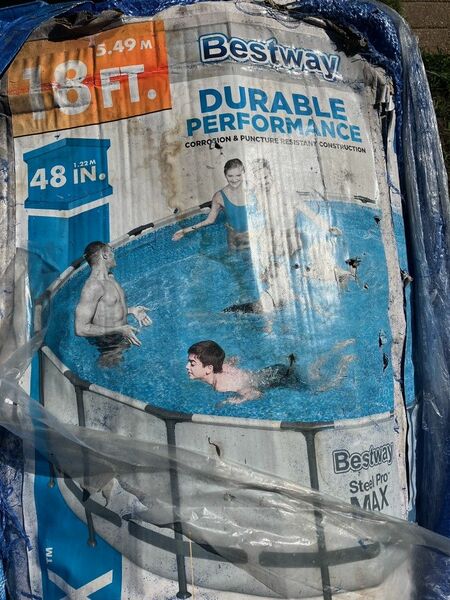 5.49 M
18 FT.
Bestway
DURABLE
PERFORMANCE
CORROSION & PUNCTURE RESISTANT CONSTRUCTION
1.22 M
48 IN.
Bestway
Steel Pro
MAX
X™